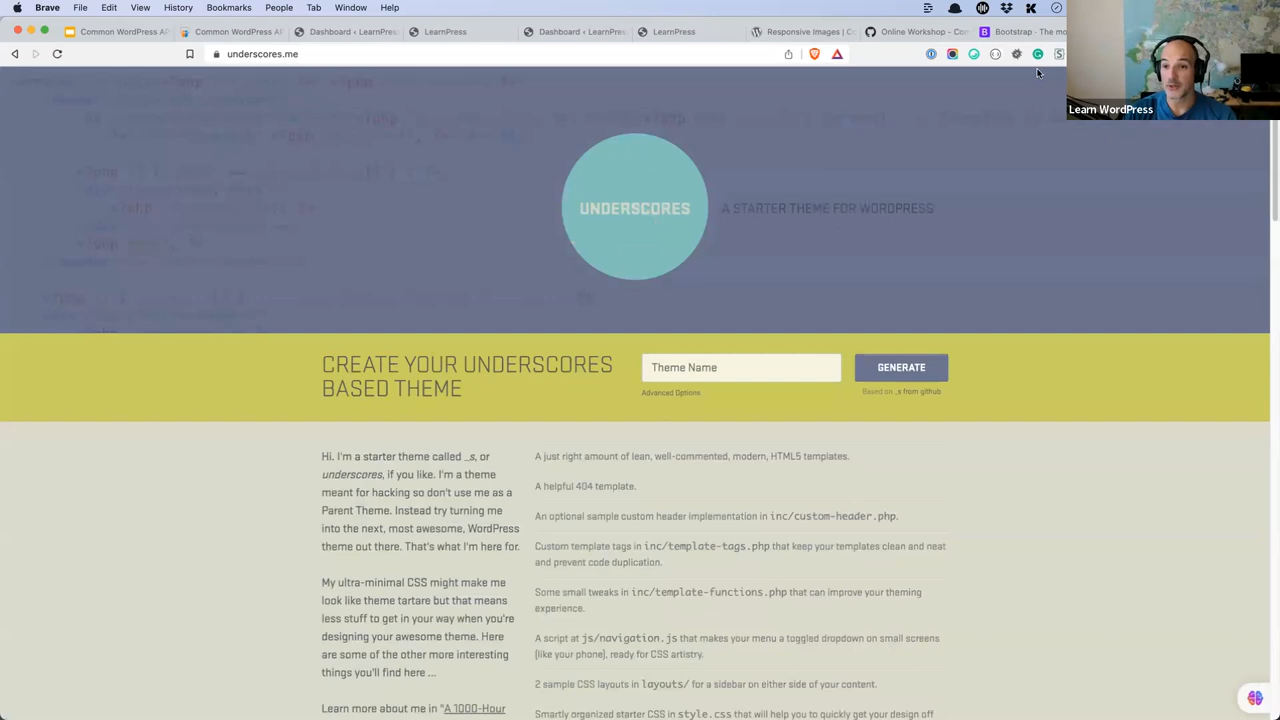 Brave File Edit View History Bookmarks People Tab Window Help
Common WordPress AP Common WordPress AP Dashboard ‹ LearnPres LearnPress Dashboard ‹ LearnPres LearnPress Responsive Images | Online Workshop - Com Bootstrap · The mo
underscores.me
Learn WordPress
<?php
UNDERSCORES
A STARTER THEME FOR WORDPRESS
CREATE YOUR UNDERSCORES
BASED THEME
Theme Name
GENERATE
Advanced Options
Based on _s from github
Hi. I'm a starter theme called _s, or
underscores, if you like. I'm a theme
meant for hacking so don't use me as a
Parent Theme. Instead try turning me
into the next, most awesome, WordPress
theme out there. That's what I'm here for.
My ultra-minimal CSS might make me
look like theme tartare but that means
less stuff to get in your way when you're
designing your awesome theme. Here
are some of the other more interesting
things you'll find here ...
Learn more about me in "A 1000-Hour
A just right amount of lean, well-commented, modern, HTML5 templates.
A helpful 404 template.
An optional sample custom header implementation in inc/custom-header.php.
Custom template tags in inc/template-tags.php that keep your templates clean and neat
and prevent code duplication.
Some small tweaks in inc/template-functions.php that can improve your theming
experience.
A script at js/navigation.js that makes your menu a toggled dropdown on small screens
(like your phone), ready for CSS artistry.
2 sample CSS layouts in layouts/ for a sidebar on either side of your content.
Smartly organized starter CSS in style.css that will help you to quickly get your design off